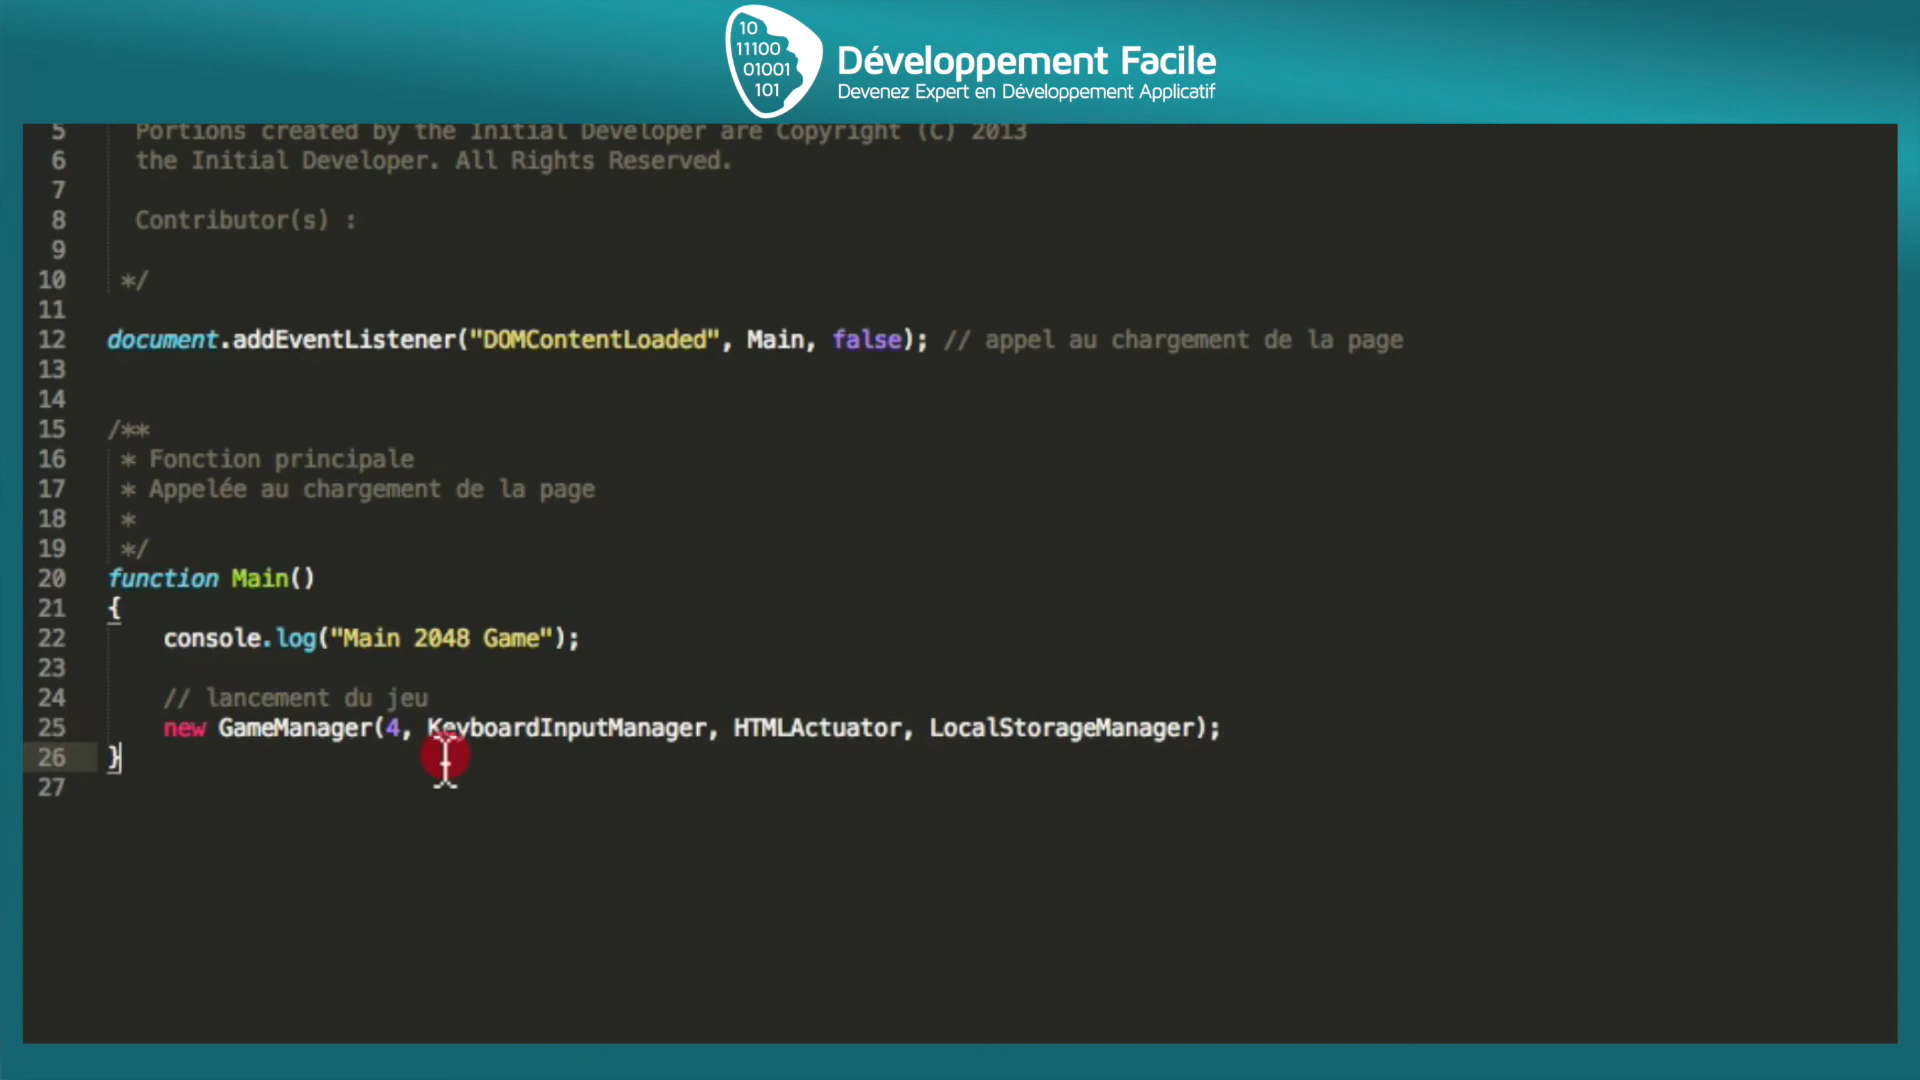 10
11100
01001
101
Développement Facile
Devenez Expert en Développement Applicatif
5 Portions created by the Initial Developer are Copyright (C) 2013
6 the Initial Developer. All Rights Reserved.
7
8 Contributor(s) :
9
10 */
11
12 document.addEventListener("DOMContentLoaded", Main, false); // appel au chargement de la page
13
14
15 /**
16 * Fonction principale
17 * Appelée au chargement de la page
18 *
19 */
20 function Main()
21 {
22 console.log("Main 2048 Game");
23
24 // lancement du jeu
25 new GameManager(4, KeyboardInputManager, HTMLActuator, LocalStorageManager);
26 }
27